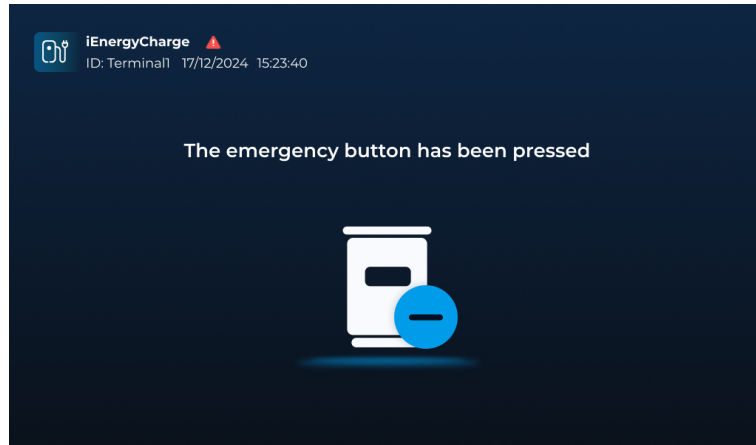 iEnergyCharge
ID: Terminal1 17/12/2024 15:23:40
The emergency button has been pressed